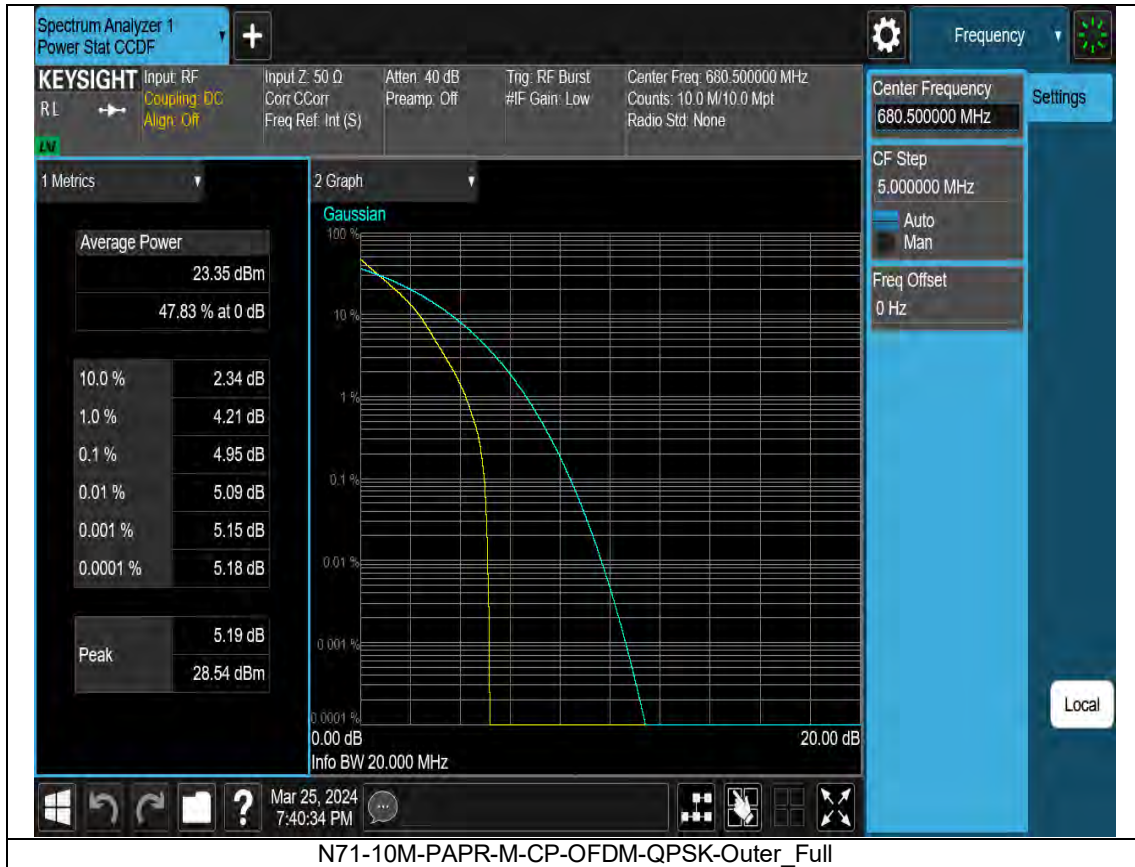 Spectrum Analyzer 1
Power Stat CCDF
+
Frequency
KEYSIGHT
R L
LNI
Input: RF
Coupling: DC
Align: Off
Input Z: 50 Ω
Corr CCorr
Freq Ref: Int (S)
Atten: 40 dB
Preamp: Off
Trig: RF Burst
#IF Gain: Low
Center Freq: 680.500000 MHz
Counts: 10.0 M/10.0 Mpt
Radio Std: None
Center Frequency
680.500000 MHz
Settings
CF Step
5.000000 MHz
Auto
Man
Freq Offset
0 Hz
Local
1 Metrics
Average Power
23.35 dBm
47.83 % at 0 dB
10.0 % 2.34 dB
1.0 % 4.21 dB
0.1 % 4.95 dB
0.01 % 5.09 dB
0.001 % 5.15 dB
0.0001 % 5.18 dB
Peak
5.19 dB
28.54 dBm
2 Graph
Gaussian
100 %
10 %
1 %
0.1 %
0.01 %
0.001 %
0.0001 %
0.00 dB 20.00 dB
Info BW 20.000 MHz
?
Mar 25, 2024
7:40:34 PM
N71-10M-PAPR-M-CP-OFDM-QPSK-Outer_Full